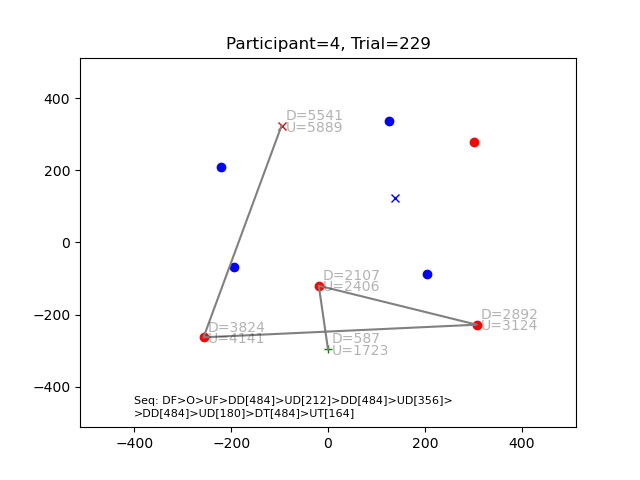 Participant=4, Trial=229
400
200
0
−200
−400
D=5541
U=5889
D=2107
U=2406
D=2892
U=3124
D=3824
U=4141
D=587
U=1723
Seq: DF>O>UF>DD[484]>UD[212]>DD[484]>UD[356]>
>DD[484]>UD[180]>DT[484]>UT[164]
−400 −200 0 200 400